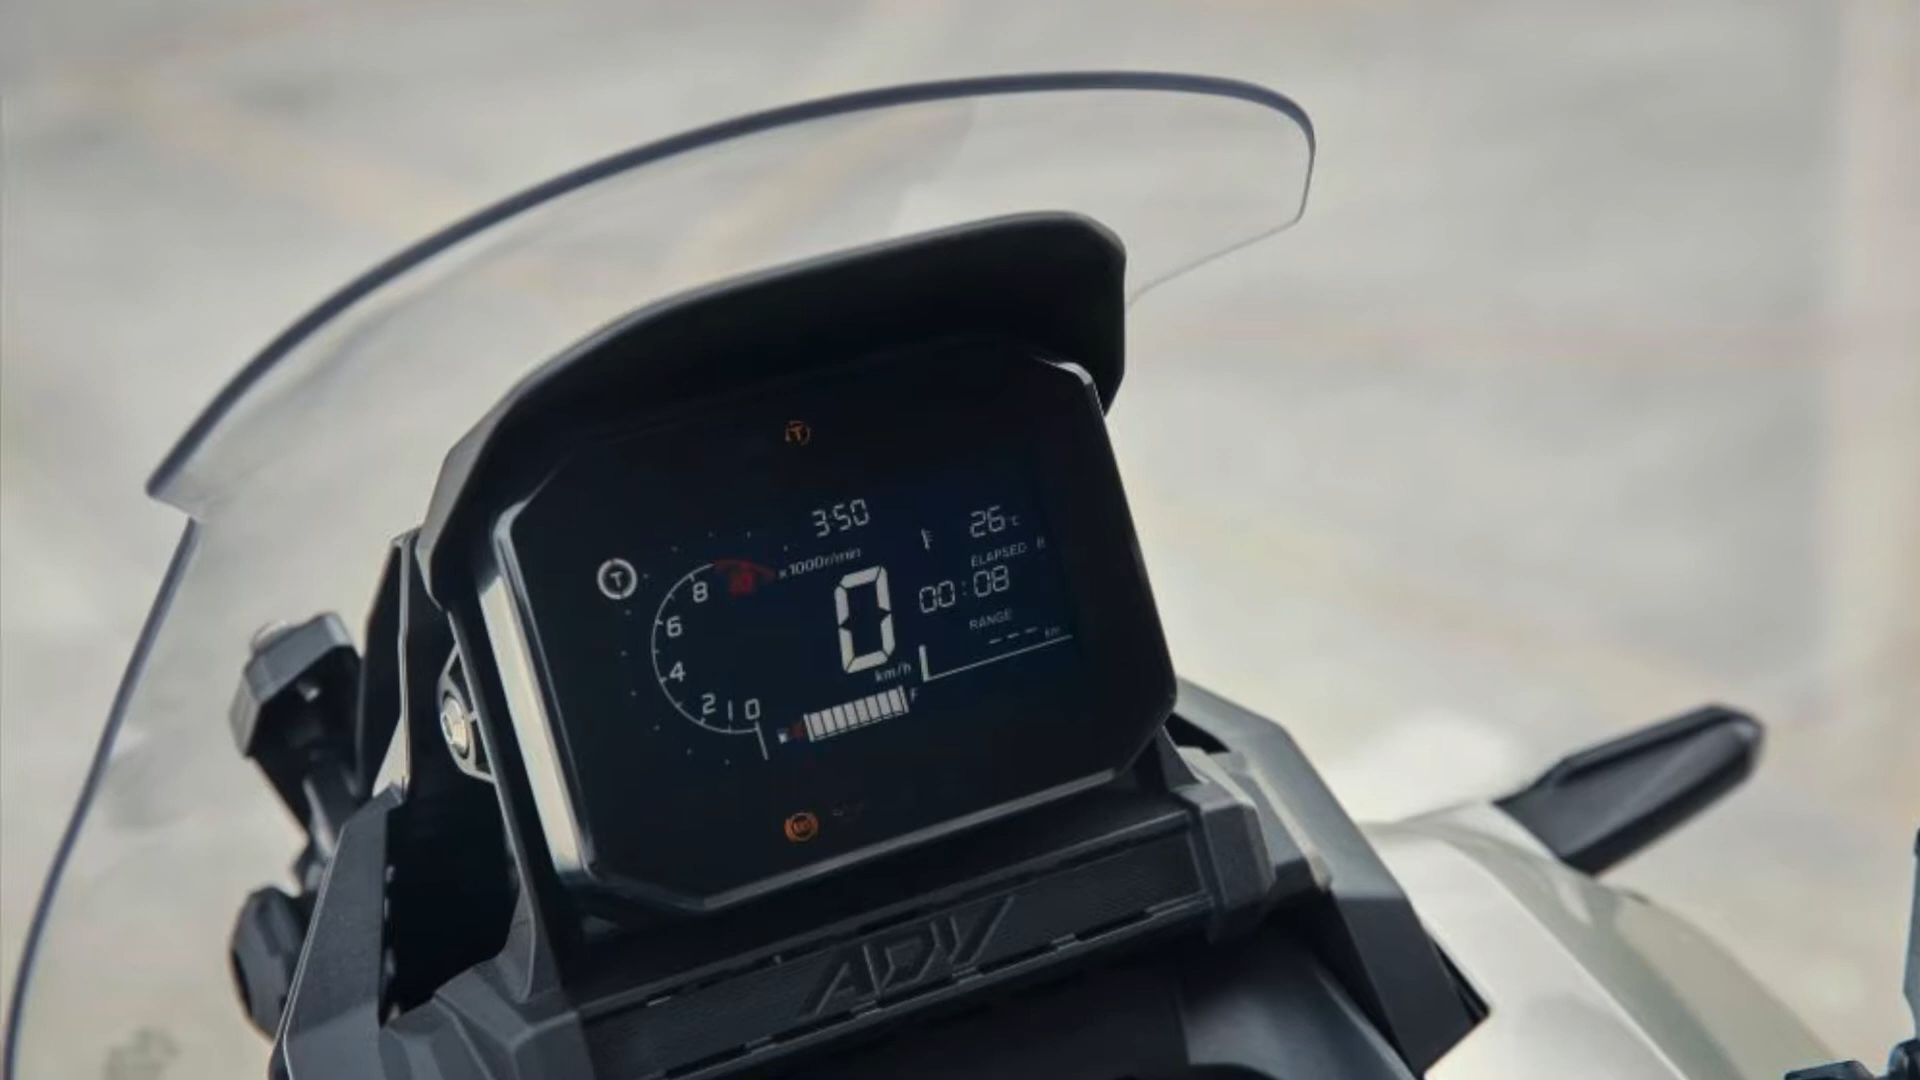 T
3:50
26°C
x1000r/min
ELAPSED
00:08
8
6
4
2 1 0
0
km/h
RANGE
--- km
F
ADV